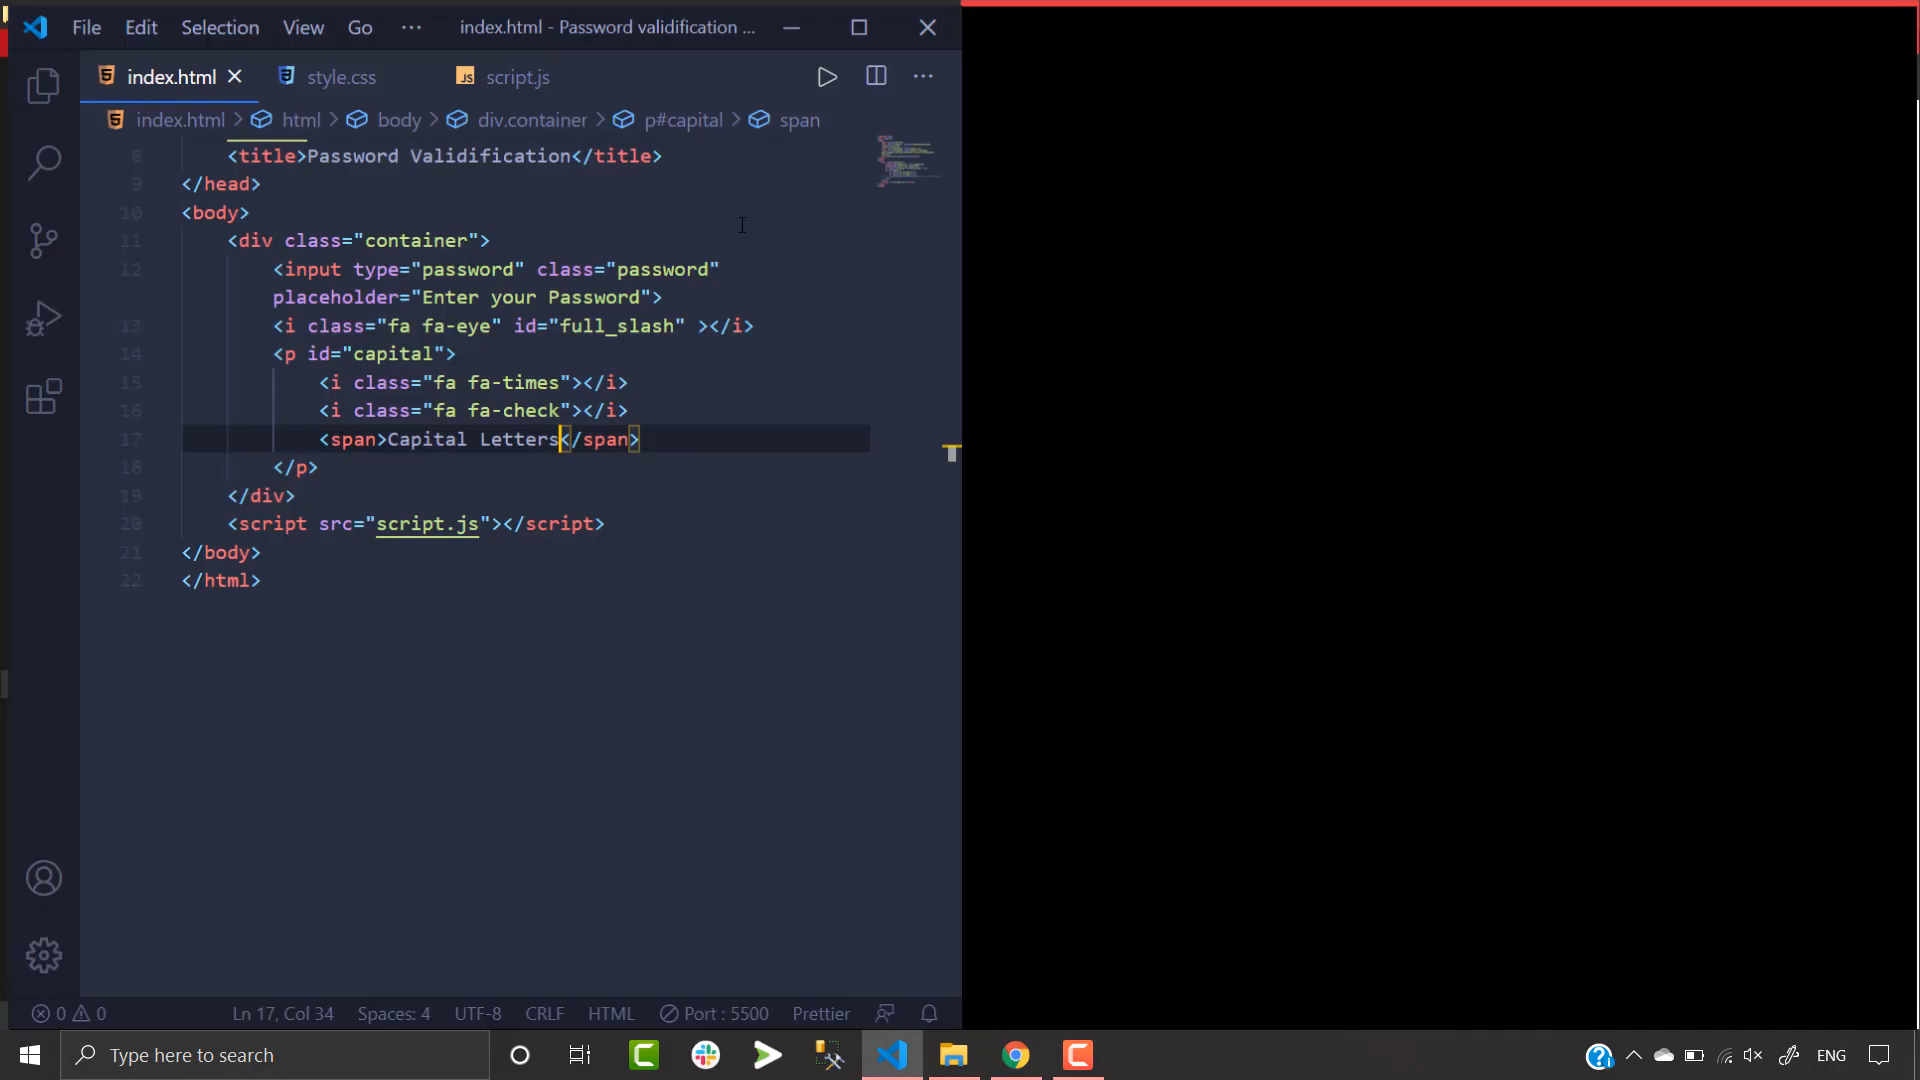 File Edit Selection View Go ··· index.html - Password validification ...
index.html style.css JS script.js
index.html > html > body > div.container > p#capital > span
8 <title>Password Validification</title>
9 </head>
10 <body>
11 <div class="container">
12 <input type="password" class="password"
placeholder="Enter your Password">
13 <i class="fa fa-eye" id="full_slash" ></i>
14 <p id="capital">
15 <i class="fa fa-times"></i>
16 <i class="fa fa-check"></i>
17 <span>Capital Letters</span>
18 </p>
19 </div>
20 <script src="script.js"></script>
21 </body>
22 </html>
0 0 Ln 17, Col 34 Spaces: 4 UTF-8 CRLF HTML Port : 5500 Prettier
Type here to search ENG